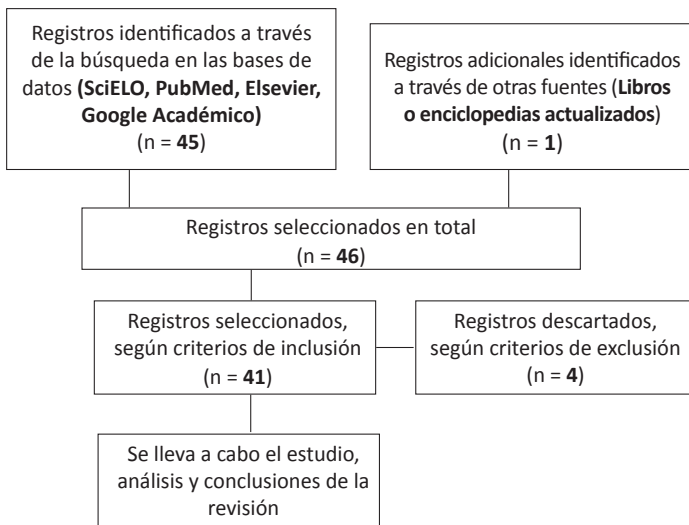 Registros identificados a través
de la búsqueda en las bases de
datos (SciELO, PubMed, Elsevier,
Google Académico)
(n = 45)
Registros adicionales identificados
a través de otras fuentes (Libros
o enciclopedias actualizados)
(n = 1)
Registros seleccionados en total
(n = 46)
Registros seleccionados,
según criterios de inclusión
(n = 41)
Registros descartados,
según criterios de exclusión
(n = 4)
Se lleva a cabo el estudio,
análisis y conclusiones de la
revisión